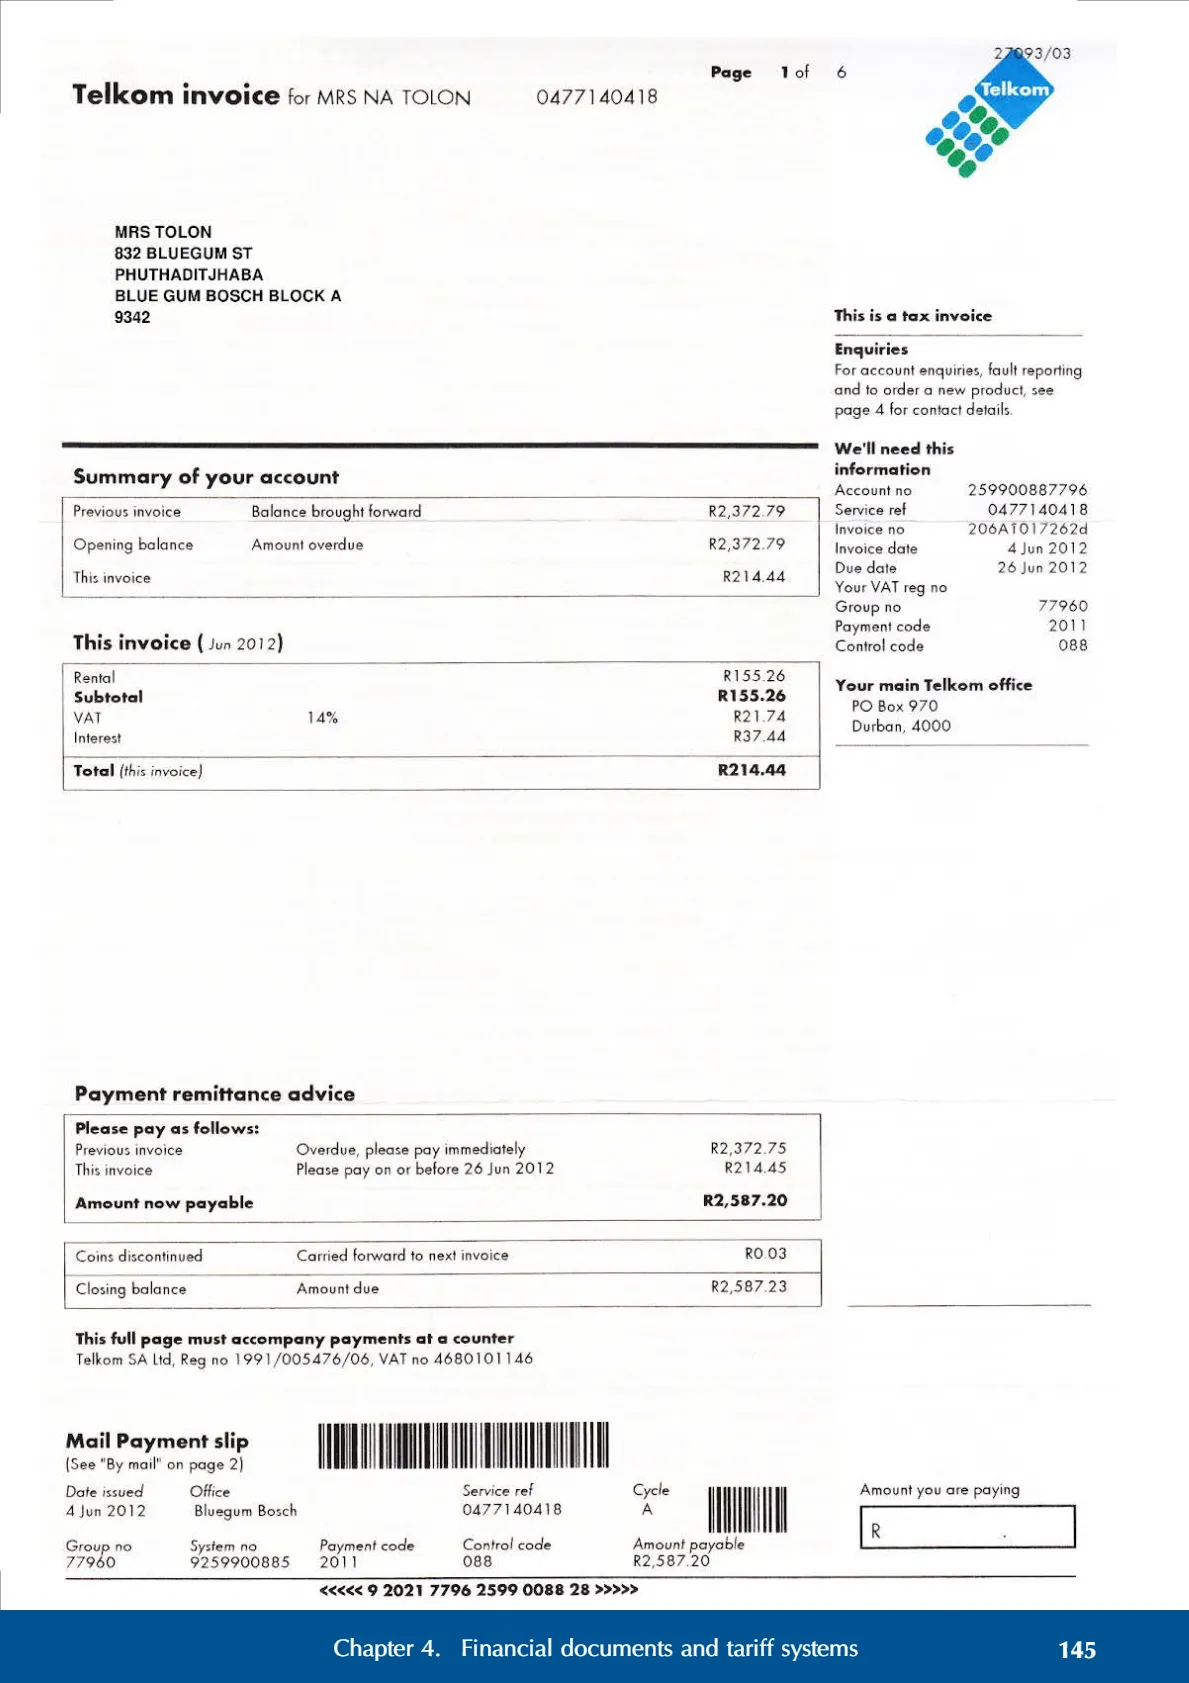 27093/03
Page 1 of 6
Telkom
Telkom invoice for MRS NA TOLON 0477140418
MRS TOLON
832 BLUEGUM ST
PHUTHADITJHABA
BLUE GUM BOSCH BLOCK A
9342
This is a tax invoice
Enquiries
For account enquiries, fault reporting
and to order a new product, see
page 4 for contact details.
We'll need this
information
Account no 259900887796
Service ref 0477140418
Invoice no 206AT017262d
Invoice date 4 Jun 2012
Due date 26 Jun 2012
Your VAT reg no
Group no 77960
Payment code 2011
Control code 088
Your main Telkom office
PO Box 970
Durban, 4000
Summary of your account
Previous invoice Balance brought forward R2,372.79
Opening balance Amount overdue R2,372.79
This invoice R214.44
This invoice ( Jun 2012)
Rental R155.26
Subtotal R155.26
VAT 14% R21.74
Interest R37.44
Total (this invoice) R214.44
Payment remittance advice
Please pay as follows:
Previous invoice Overdue, please pay immediately R2,372.75
This invoice Please pay on or before 26 Jun 2012 R214.45
Amount now payable R2,587.20
Coins discontinued Carried forward to next invoice R0.03
Closing balance Amount due R2,587.23
This full page must accompany payments at a counter
Telkom SA Ltd, Reg no 1991/005476/06, VAT no 4680101146
Mail Payment slip
(See "By mail" on page 2)
Date issued Office Service ref Cycle Amount you are paying
4 Jun 2012 Bluegum Bosch 0477140418 A
R .
Group no System no Payment code Control code Amount payable
77960 9259900885 2011 088 R2,587.20
<<<<< 9 2021 7796 2599 0088 28 >>>>>
Chapter 4. Financial documents and tariff systems 145